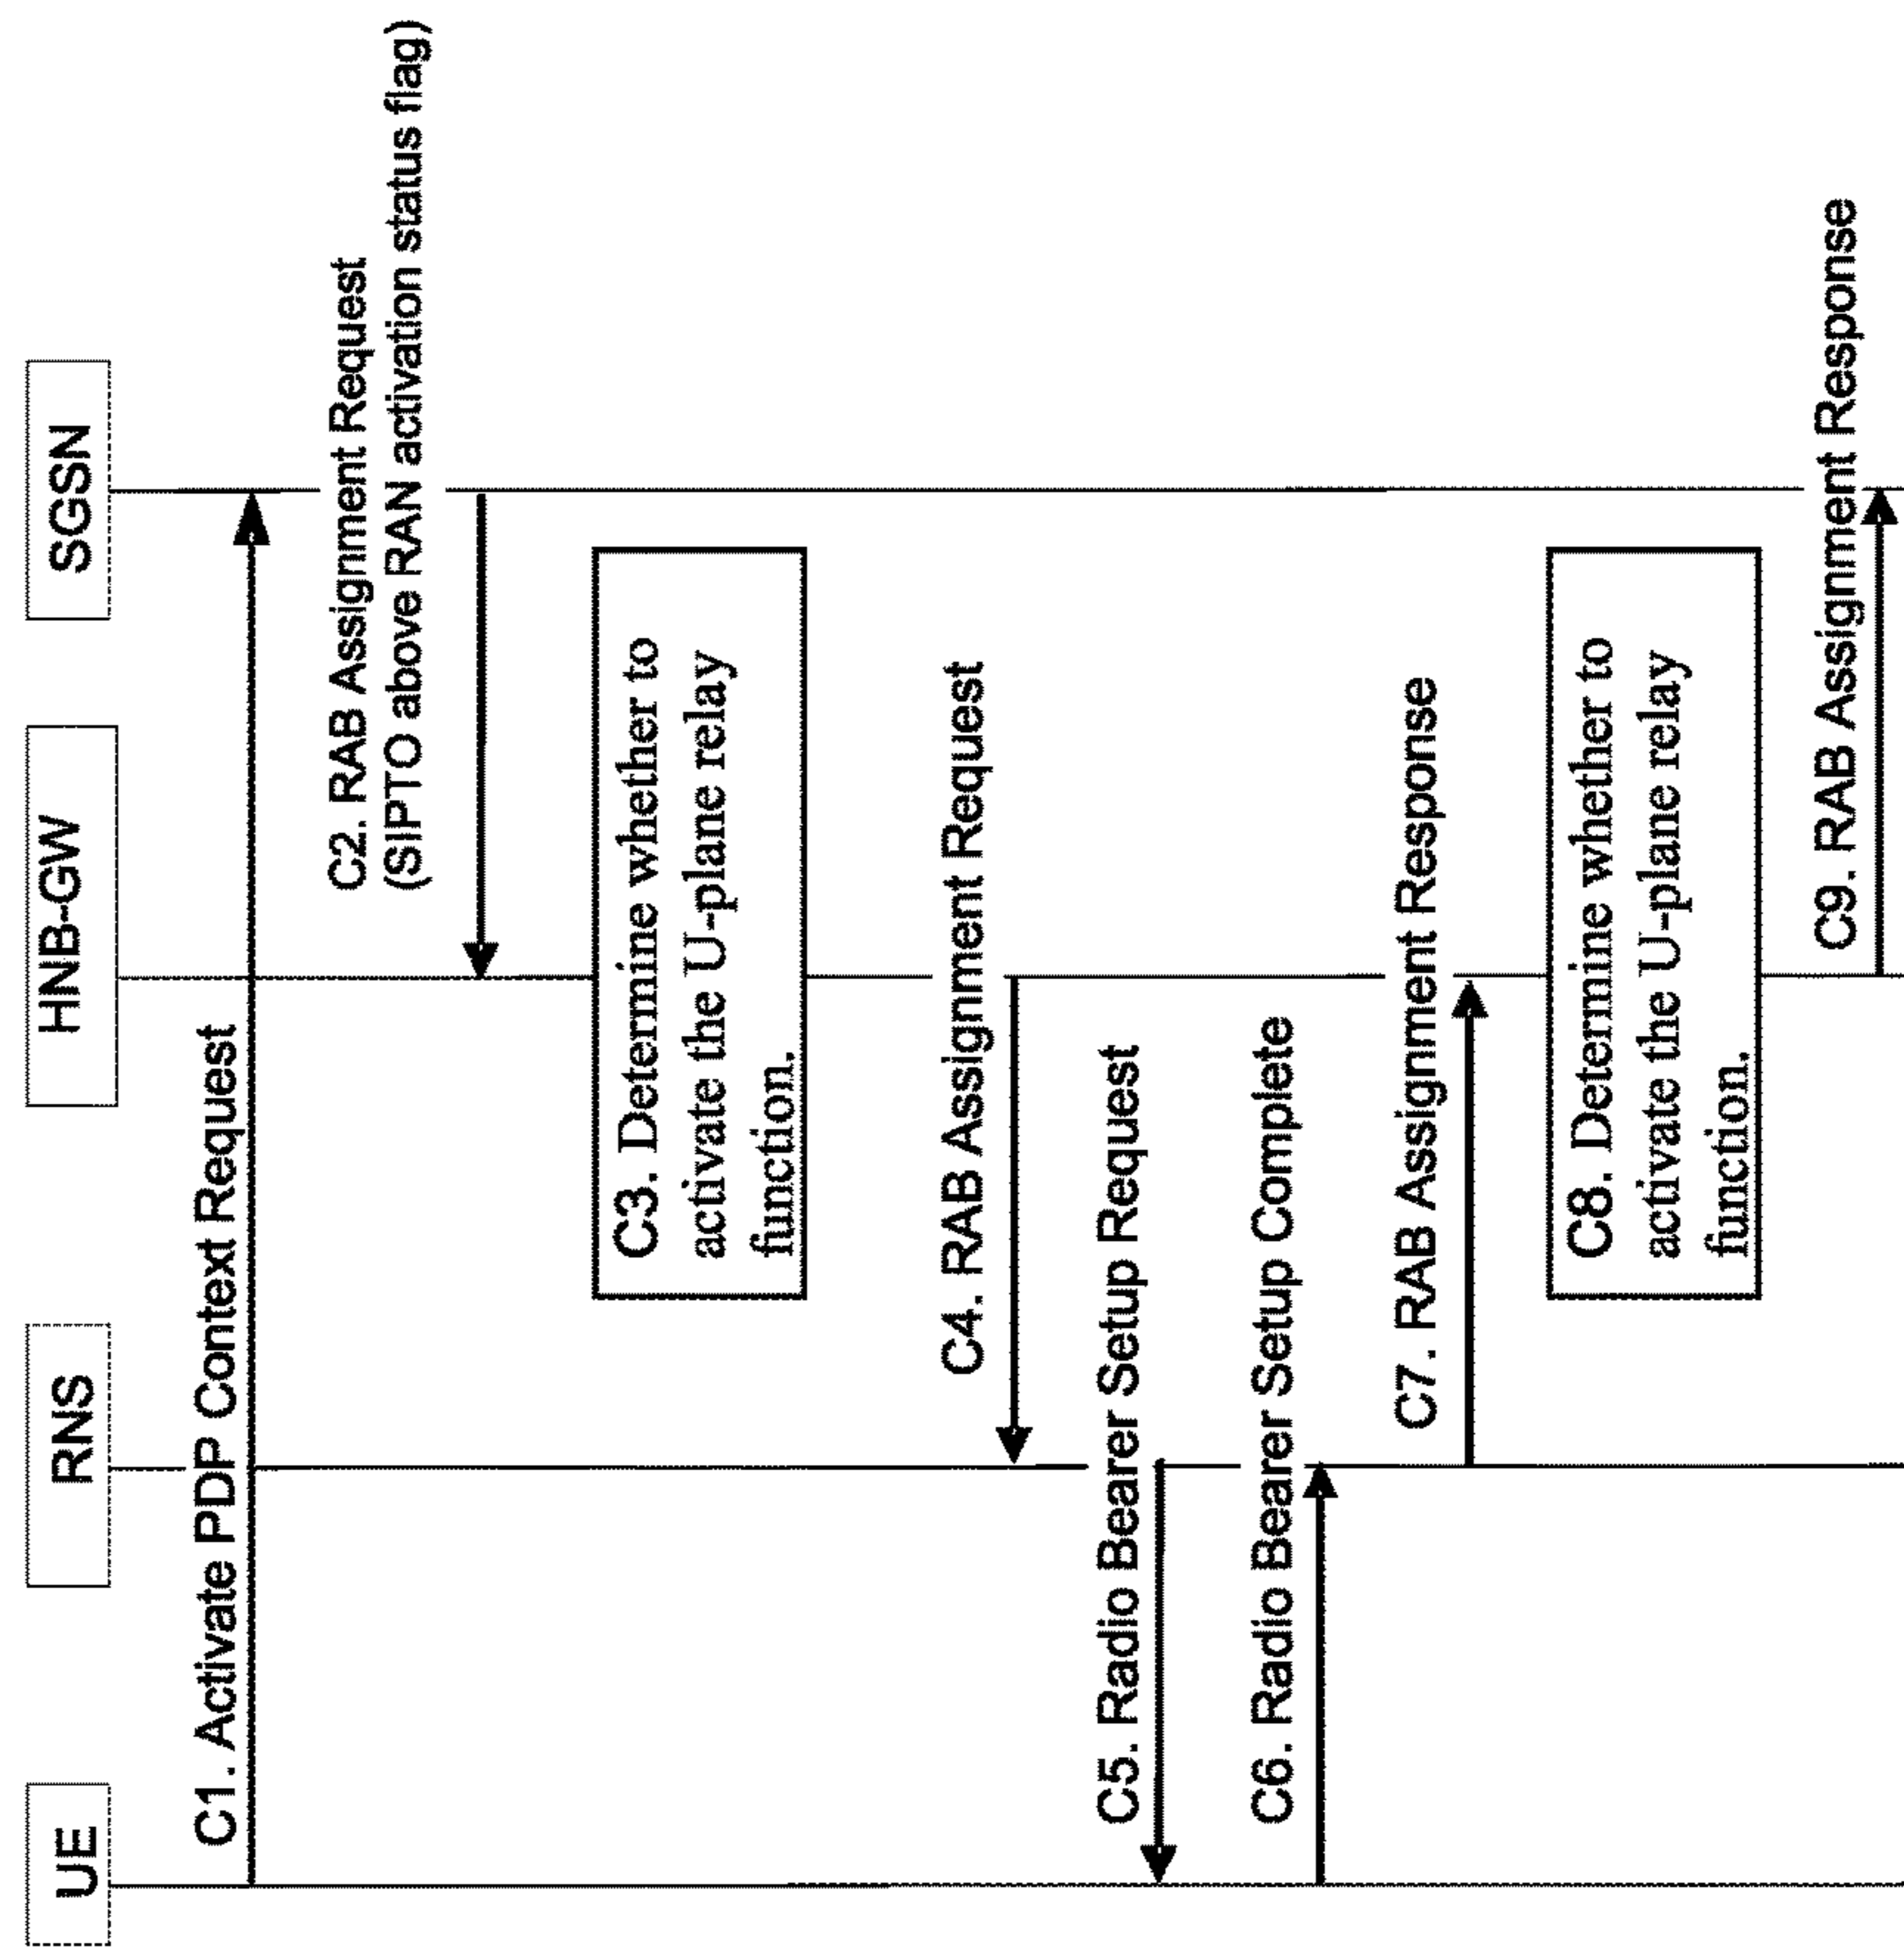 UE
RNS
HNB-GW
SGSN
C1. Activate PDP Context Request
C2. RAB Assignment Request
(SIPTO above RAN activation status flag)
C3. Determine whether to
activate the U-plane relay
function.
C4. RAB Assignment Request
C5. Radio Bearer Setup Request
C6. Radio Bearer Setup Complete
C7. RAB Assignment Response
C8. Determine whether to
activate the U-plane relay
function.
C9. RAB Assignment Response